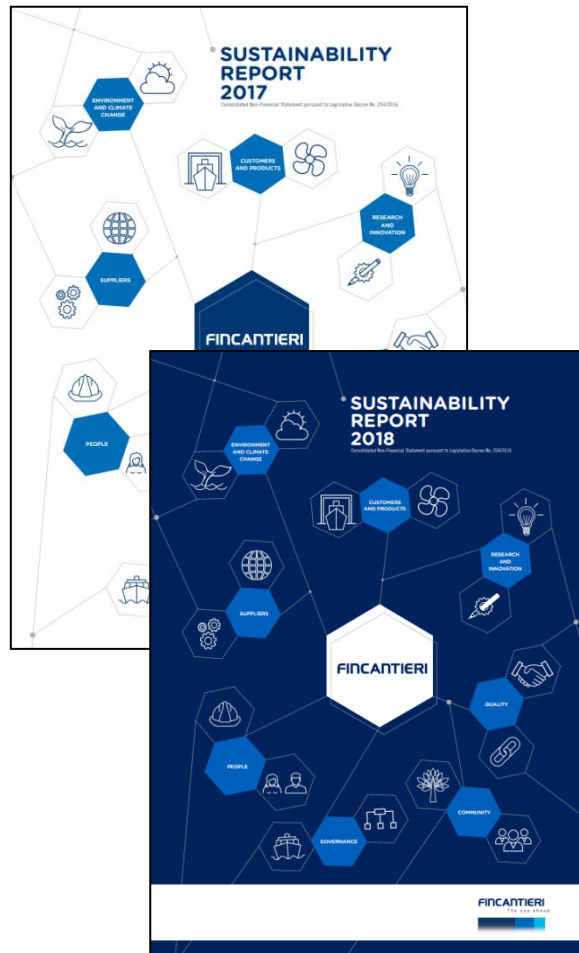 SUSTAINABILITY
REPORT
2017
Consolidated Non-Financial Statement pursuant to Legislative Decree No. 254/2016
ENVIRONMENT
AND CLIMATE
CHANGE
CUSTOMERS
AND PRODUCTS
RESEARCH
AND
INNOVATION
SUPPLIERS
FINCANTIERI
PEOPLE
SUSTAINABILITY
REPORT
2018
Consolidated Non-Financial Statement pursuant to Legislative Decree No. 254/2016
ENVIRONMENT
AND CLIMATE
CHANGE
CUSTOMERS
AND PRODUCTS
RESEARCH
AND
INNOVATION
SUPPLIERS
FINCANTIERI
QUALITY
PEOPLE
COMMUNITY
GOVERNANCE
FINCANTIERI
The sea ahead